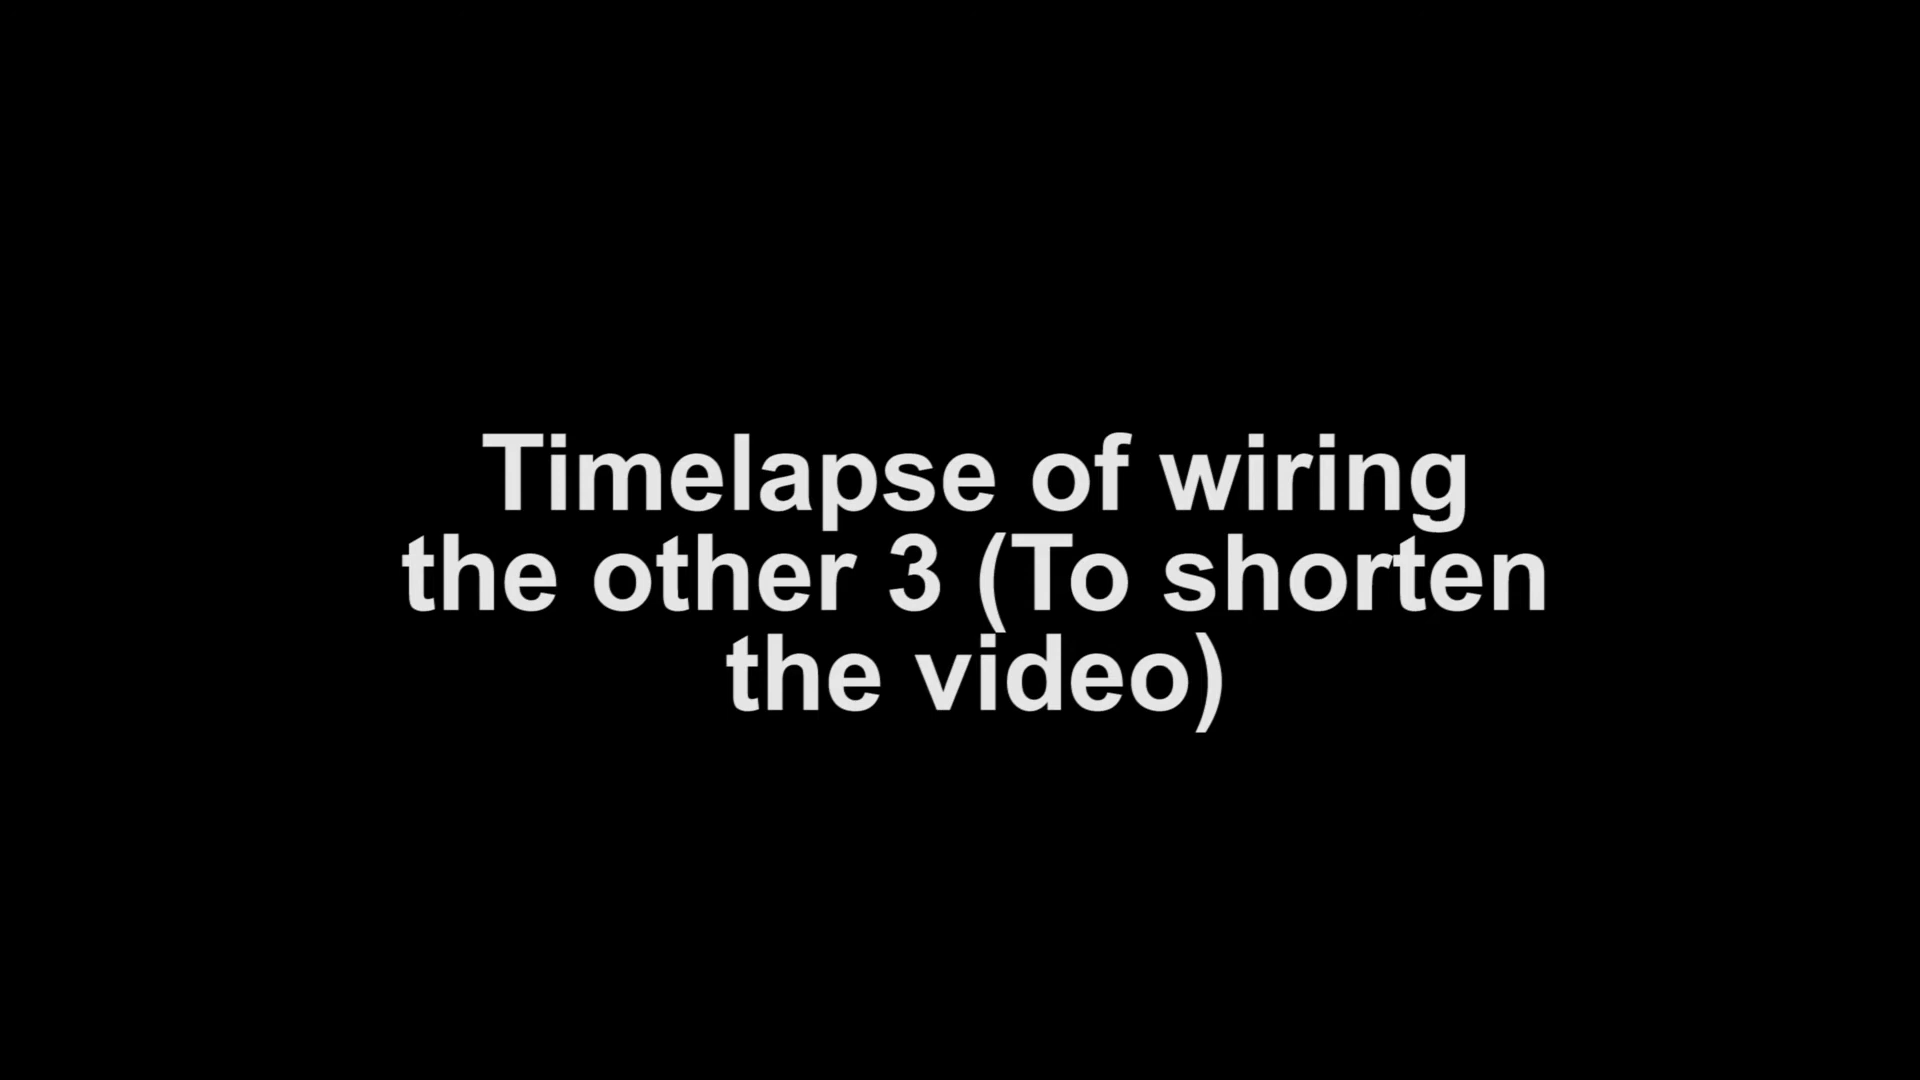 Timelapse of wiring
the other 3 (To shorten
the video)